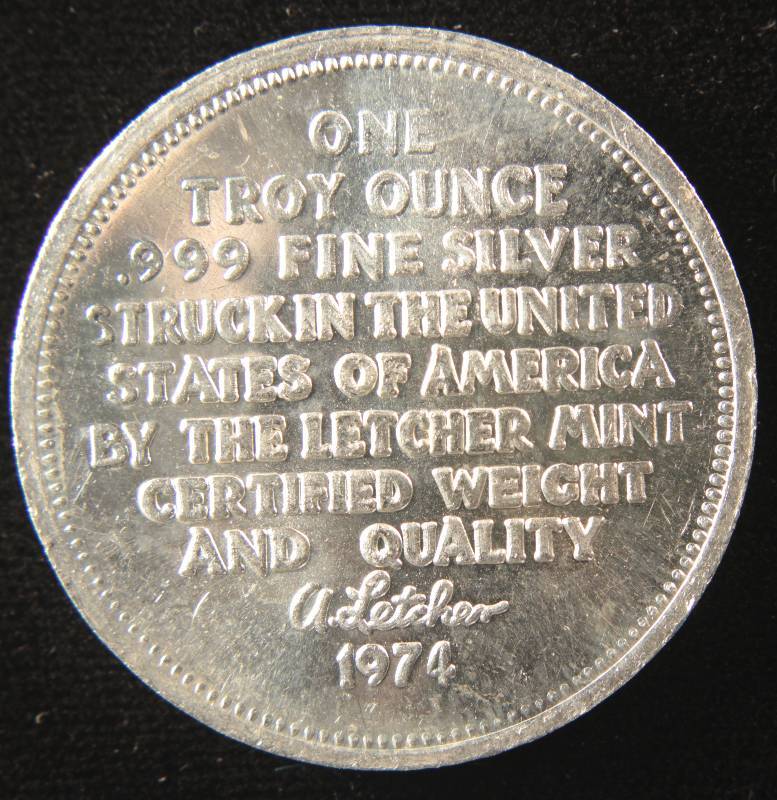 ONE
TROY OUNCE
.999 FINE SILVER
STRUCK IN THE UNITED
STATES OF AMERICA
BY THE LETCHER MINT
CERTIFIED WEIGHT
AND QUALITY
A. Letcher
1974